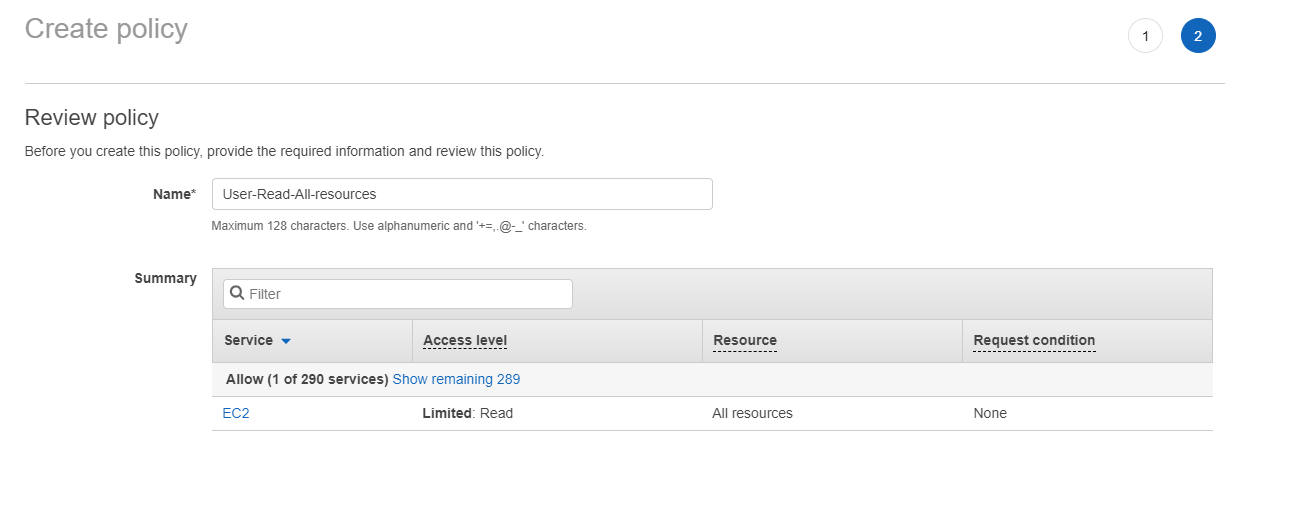 Create policy
1
2
Review policy
Before you create this policy, provide the required information and review this policy.
Name* User-Read-All-resources
Maximum 128 characters. Use alphanumeric and '+=,.@-_' characters.
Summary
Filter
Service Access level Resource Request condition
Allow (1 of 290 services) Show remaining 289
EC2 Limited: Read All resources None